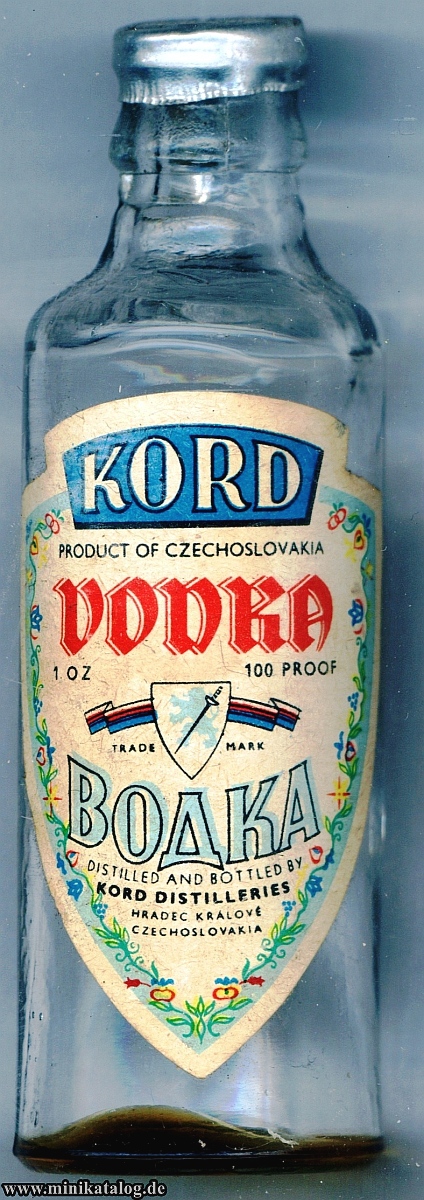 KORD
PRODUCT OF CZECHOSLOVAKIA
VODKA
1 OZ 100 PROOF
TRADE MARK
ВОДКА
DISTILLED AND BOTTLED BY
KORD DISTILLERIES
HRADEC KRÁLOVÉ
CZECHOSLOVAKIA
www.minikatalog.de